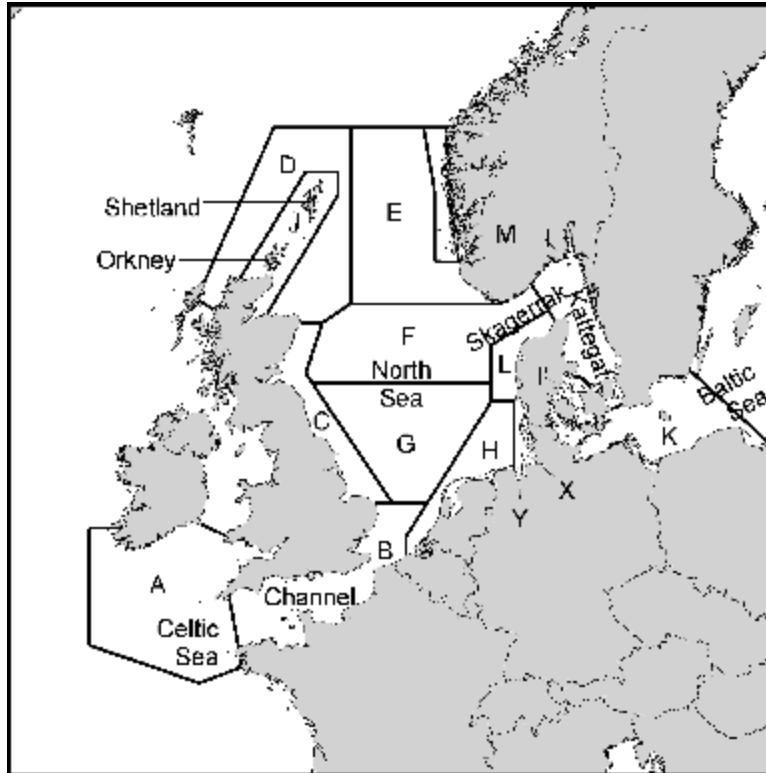 D
Shetland
J
E
Orkney
M
Skagerrak
Kattegat
F
North
Sea
L
I
Baltic
Sea
C
G
H
K
X
Y
B
A
Channel
Celtic
Sea